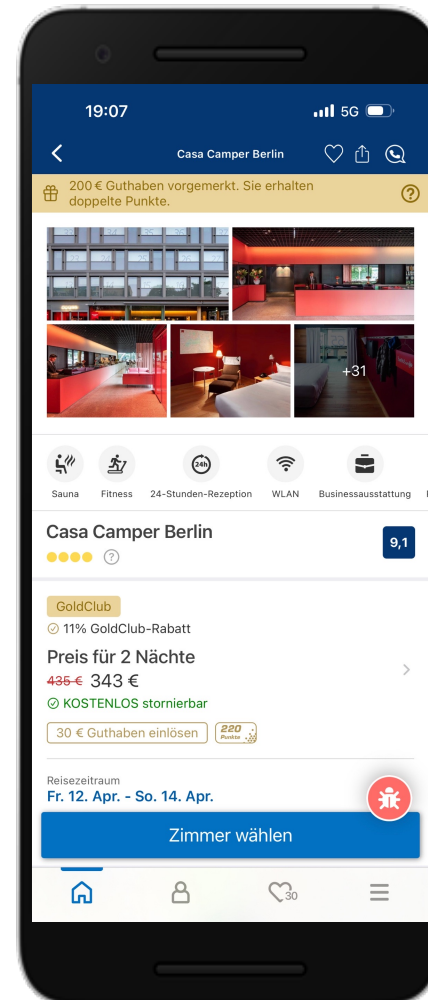 19:07
5G
Casa Camper Berlin
200 € Guthaben vorgemerkt. Sie erhalten
doppelte Punkte.
?
+31
24h
Sauna
Fitness
24-Stunden-Rezeption
WLAN
Businessausstattung
Casa Camper Berlin
?
9,1
GoldClub
11% GoldClub-Rabatt
Preis für 2 Nächte
435 € 343 €
KOSTENLOS stornierbar
30 € Guthaben einlösen
220
Punkte
Reisezeitraum
Fr. 12. Apr. - So. 14. Apr.
Zimmer wählen
30